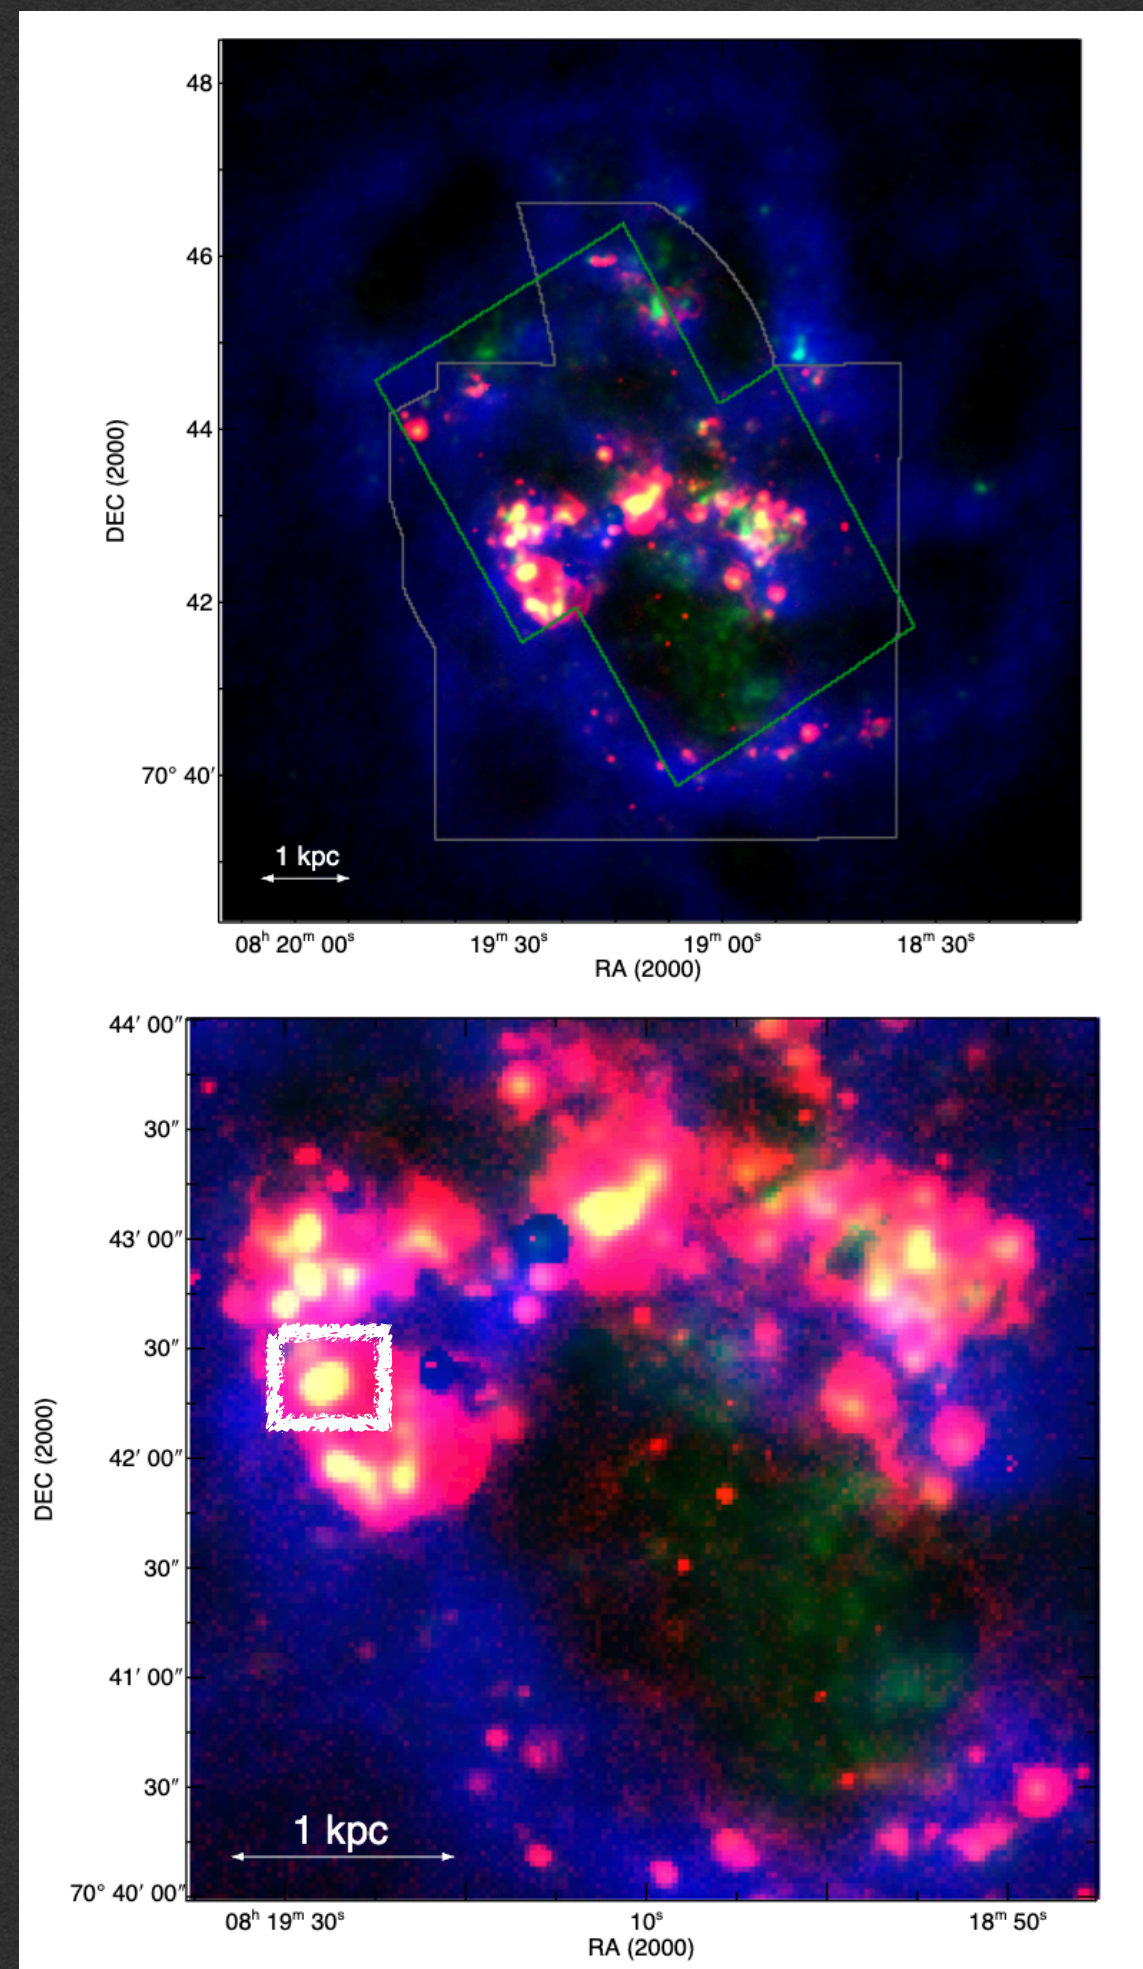 48
46
44
42
70° 40′
DEC (2000)
1 kpc
08ʰ 20ᵐ 00ˢ 19ᵐ 30ˢ 19ᵐ 00ˢ 18ᵐ 30ˢ
RA (2000)
44′ 00″
30″
43′ 00″
30″
42′ 00″
30″
41′ 00″
30″
70° 40′ 00″
DEC (2000)
1 kpc
08ʰ 19ᵐ 30ˢ 10ˢ 18ᵐ 50ˢ
RA (2000)